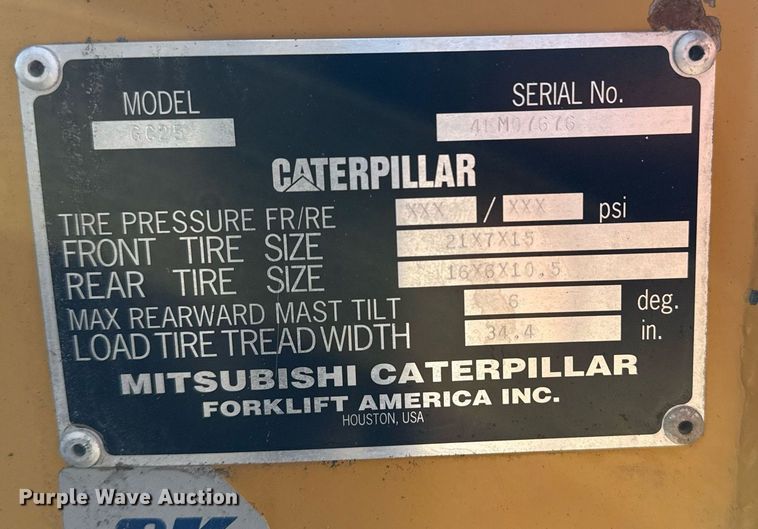 MODEL
GC25
SERIAL No.
4EM07676
CATERPILLAR
TIRE PRESSURE FR/RE XXX / XXX psi
FRONT TIRE SIZE 21X7X15
REAR TIRE SIZE 16X6X10.5
MAX REARWARD MAST TILT 6 deg.
LOAD TIRE TREAD WIDTH 34.4 in.
MITSUBISHI CATERPILLAR
FORKLIFT AMERICA INC.
HOUSTON, USA
Purple Wave Auction